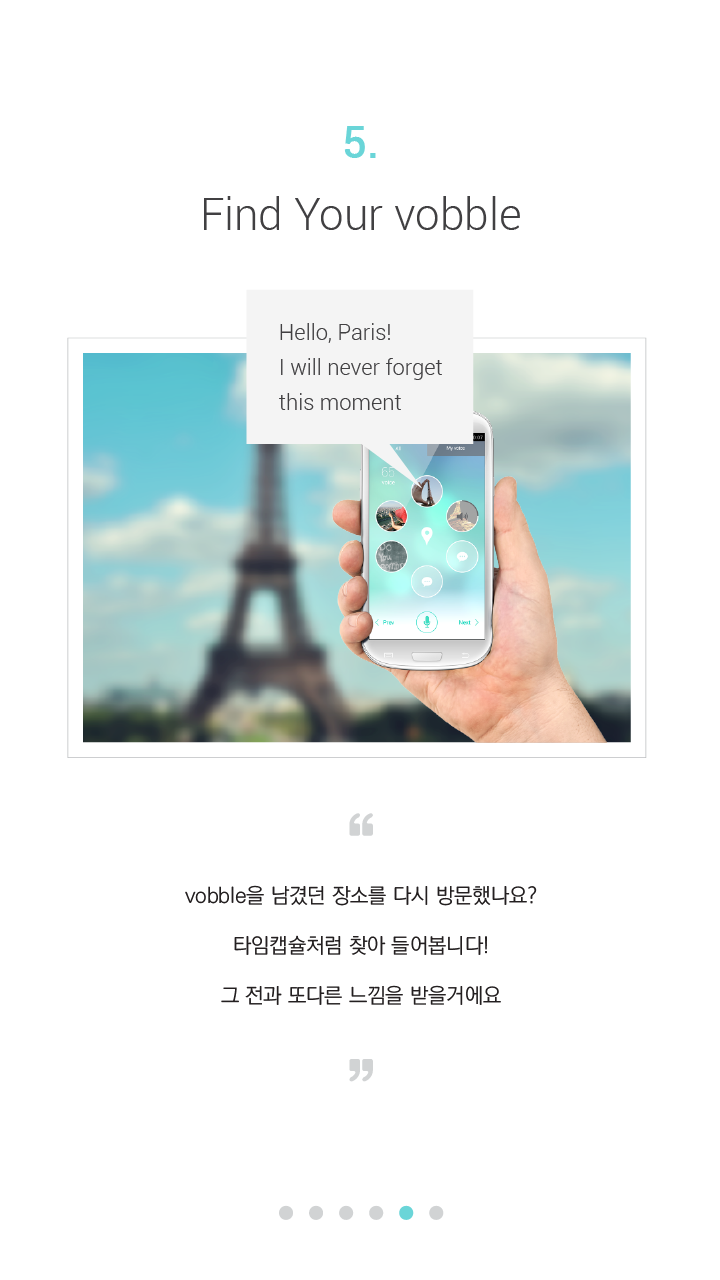 5.
Find Your vobble
Hello, Paris!
I will never forget
this moment
My voice
Prev
Next
“
vobble을 남겼던 장소를 다시 방문했나요?
타임캡슐처럼 찾아 들어봅니다!
그 전과 또다른 느낌을 받을거에요
”